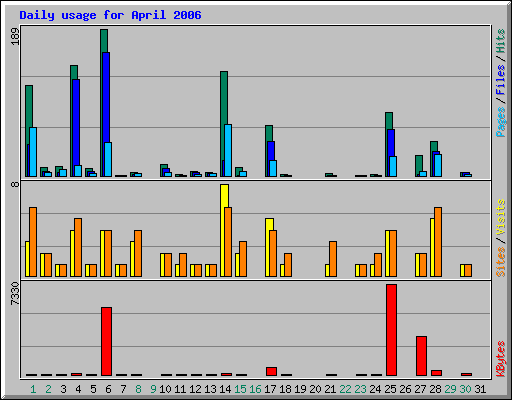 Daily usage for April 2006
189
Pages / Files / Hits
8
Sites / Visits
7330
KBytes
1 2 3 4 5 6 7 8 9 10 11 12 13 14 15 16 17 18 19 20 21 22 23 24 25 26 27 28 29 30 31